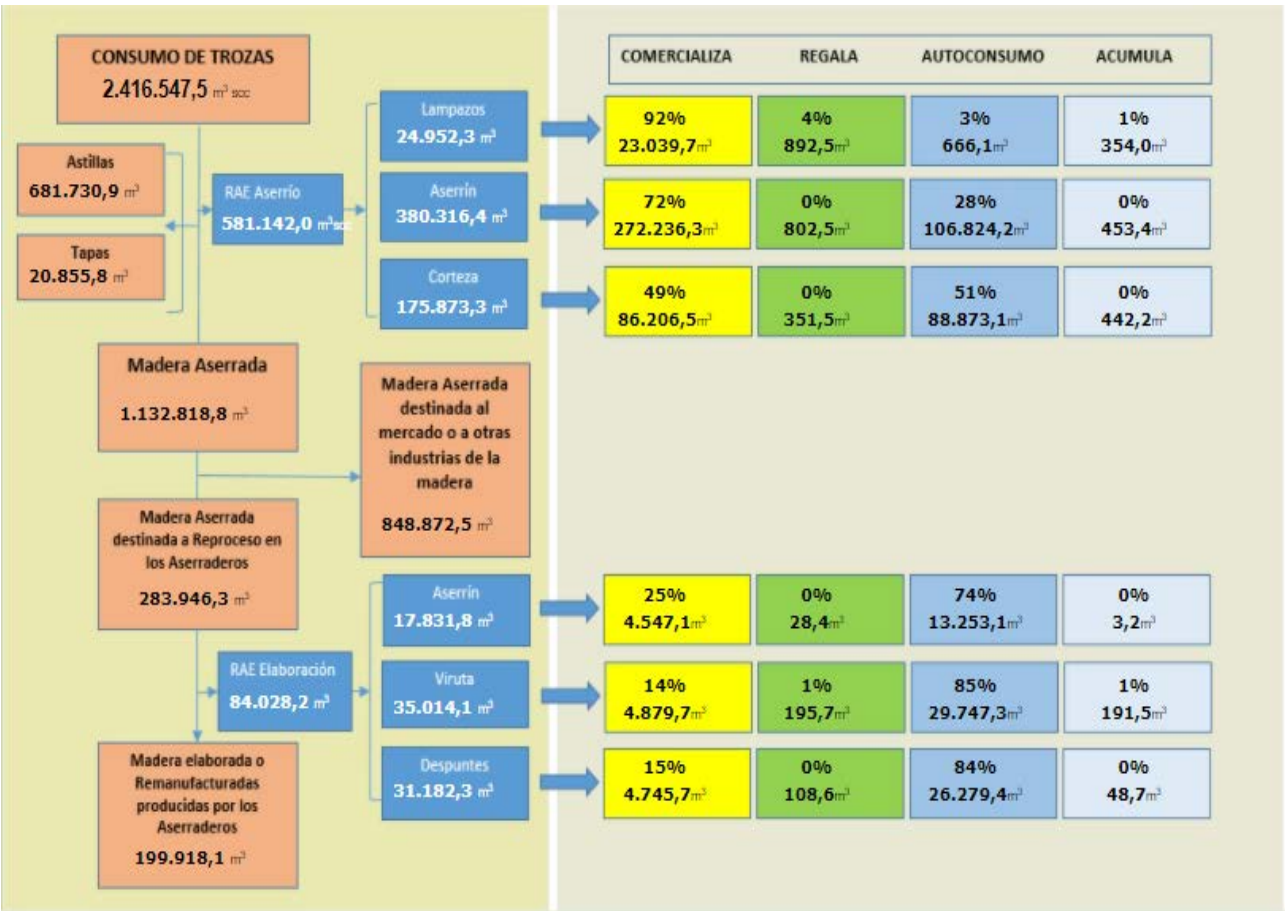 CONSUMO DE TROZAS
2.416.547,5 m³ scc
Astillas
681.730,9 m³
Tapas
20.855,8 m³
RAE Aserrío
581.142,0 m³scc
Lampazos
24.952,3 m³
Aserrín
380.316,4 m³
Corteza
175.873,3 m³
COMERCIALIZA REGALA AUTOCONSUMO ACUMULA
92% 4% 3% 1%
23.039,7m³ 892,5m³ 666,1m³ 354,0m³
72% 0% 28% 0%
272.236,3m³ 802,5m³ 106.824,2m³ 453,4m³
49% 0% 51% 0%
86.206,5m³ 351,5m³ 88.873,1m³ 442,2m³
Madera Aserrada
1.132.818,8 m³
Madera Aserrada
destinada al
mercado o a otras
industrias de la
madera
848.872,5 m³
Madera Aserrada
destinada a Reproceso en
los Aserraderos
283.946,3 m³
RAE Elaboración
84.028,2 m³
Aserrín
17.831,8 m³
Viruta
35.014,1 m³
Despuntes
31.182,3 m³
25% 0% 74% 0%
4.547,1m³ 28,4m³ 13.253,1m³ 3,2m³
14% 1% 85% 1%
4.879,7m³ 195,7m³ 29.747,3m³ 191,5m³
15% 0% 84% 0%
4.745,7m³ 108,6m³ 26.279,4m³ 48,7m³
Madera elaborada o
Remanufacturadas
producidas por los
Aserraderos
199.918,1 m³